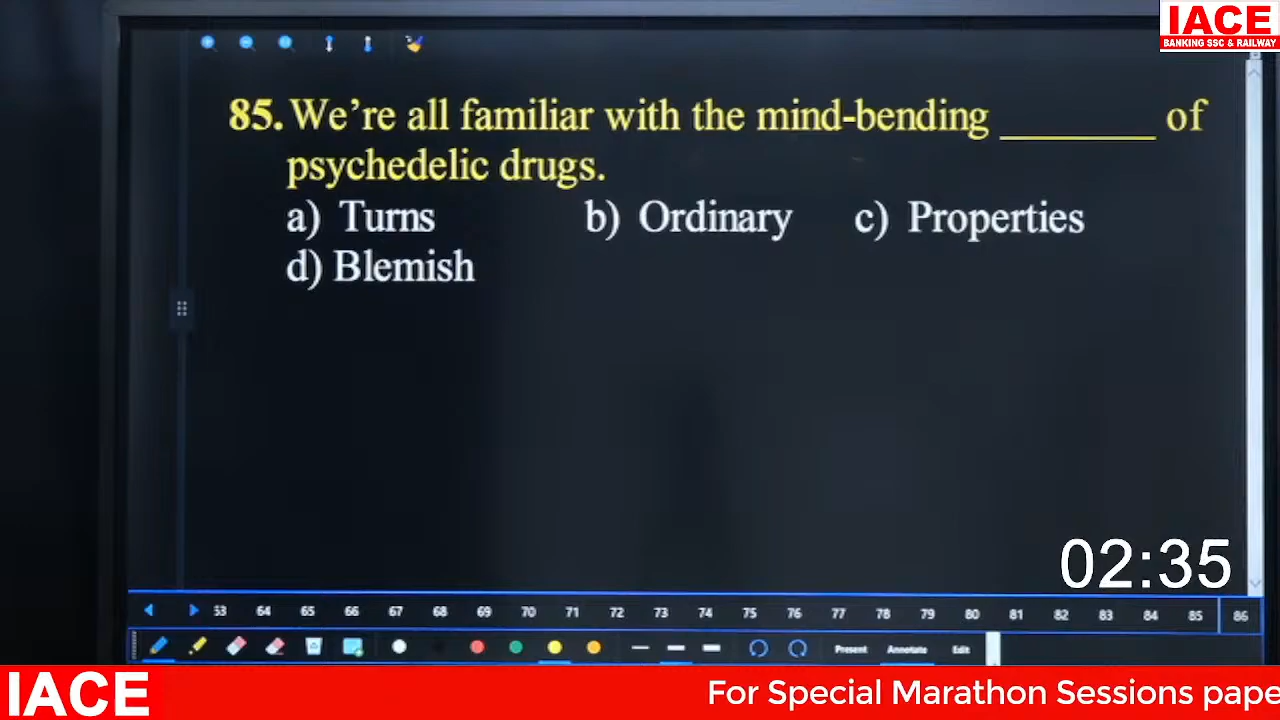 IACE
BANKING SSC & RAILWAY
85. We're all familiar with the mind-bending ________ of
psychedelic drugs.
a) Turns b) Ordinary c) Properties
d) Blemish
02:35
53 64 65 66 67 68 69 70 71 72 73 74 75 76 77 78 79 80 81 82 83 84 85 86
Present Annotate Edit
IACE For Special Marathon Sessions pape